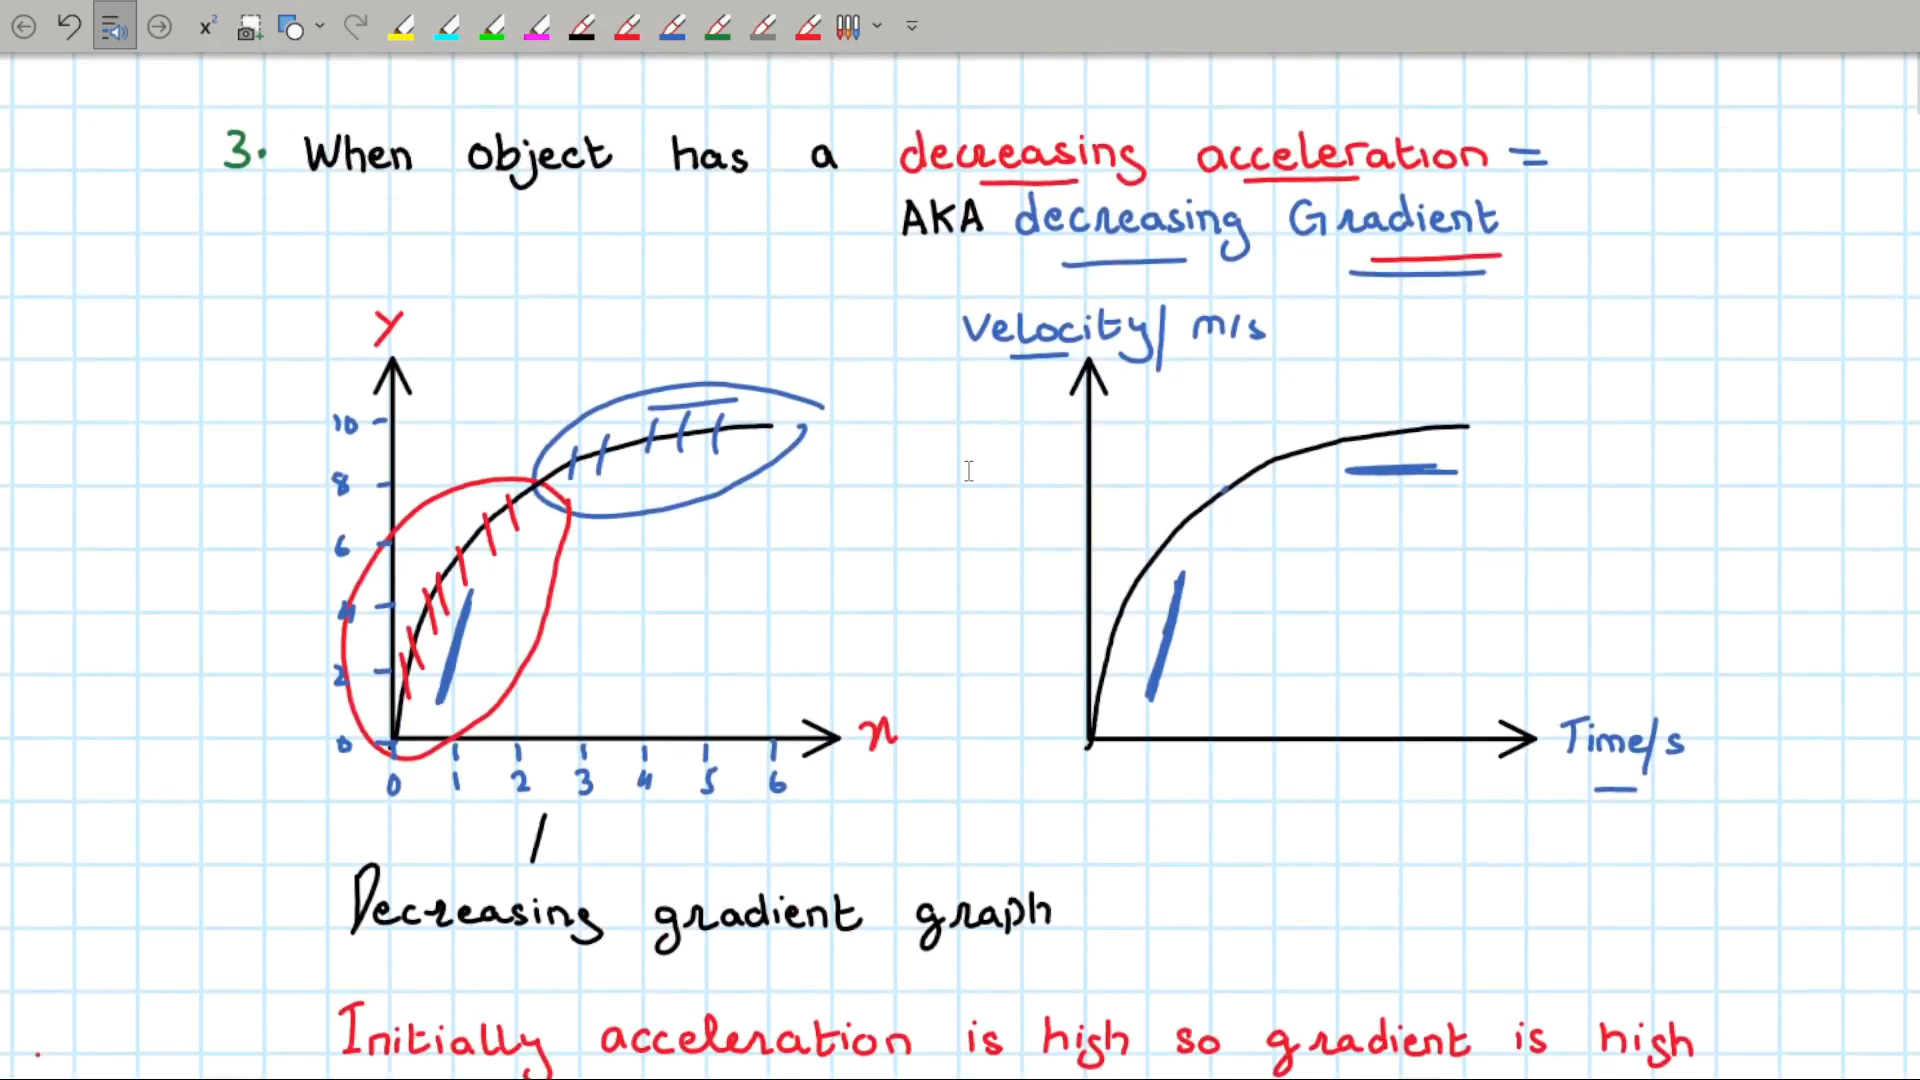 3. When object has a decreasing acceleration =
AKA decreasing Gradient
y
Velocity/ m/s
10
8
6
4
2
0
x
Time/s
0 1 2 3 4 5 6
Decreasing gradient graph
Initially acceleration is high so gradient is high